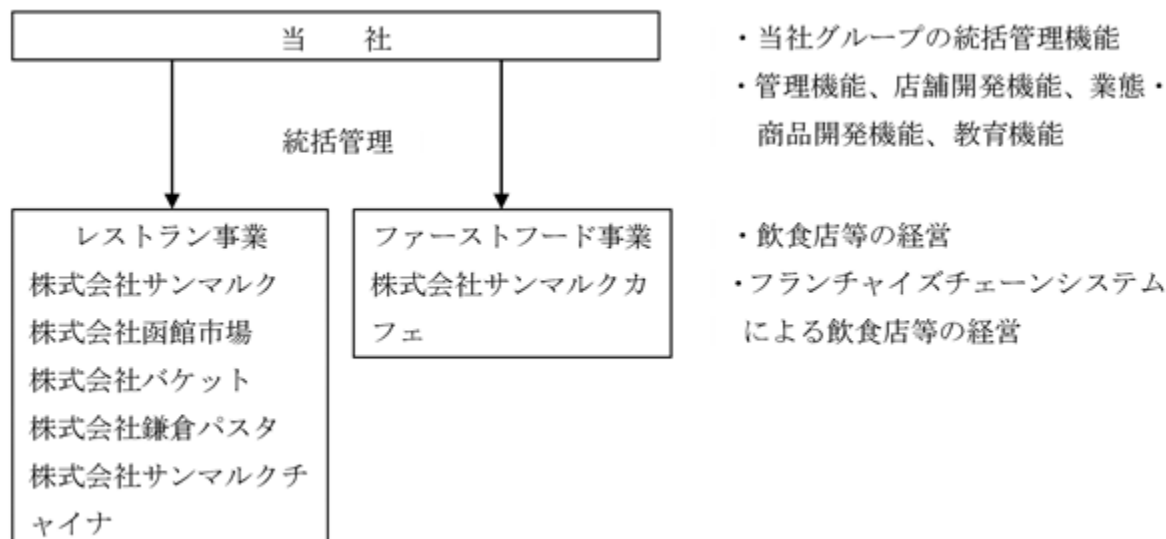 当 社
・当社グループの統括管理機能
・管理機能、店舗開発機能、業態・
商品開発機能、教育機能
統括管理
レストラン事業
株式会社サンマルク
株式会社函館市場
株式会社バケット
株式会社鎌倉パスタ
株式会社サンマルクチ
ャイナ
ファーストフード事業
株式会社サンマルクカ
フェ
・飲食店等の経営
・フランチャイズチェーンシステム
による飲食店等の経営